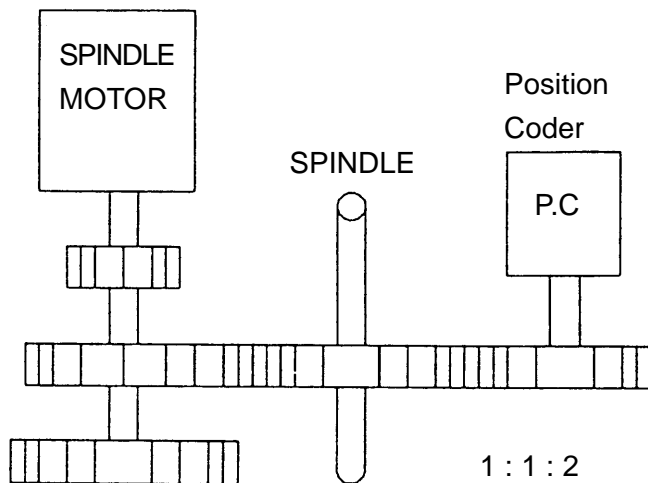 SPINDLE
MOTOR
Position
Coder
SPINDLE
P.C
1 : 1 : 2